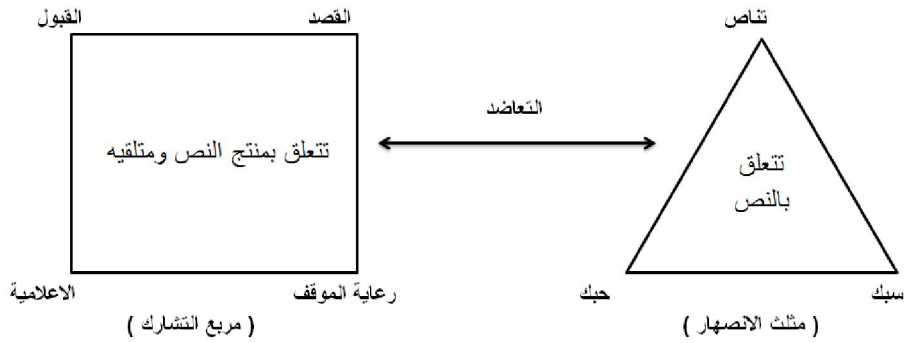 تناص
القصد
القبول
التعاضد
تتعلق
بالنص
تتعلق بمنتج النص ومتلقيه
سبك
حبك
رعاية الموقف
الاعلامية
( مثلث الانصهار )
( مربع التشارك )